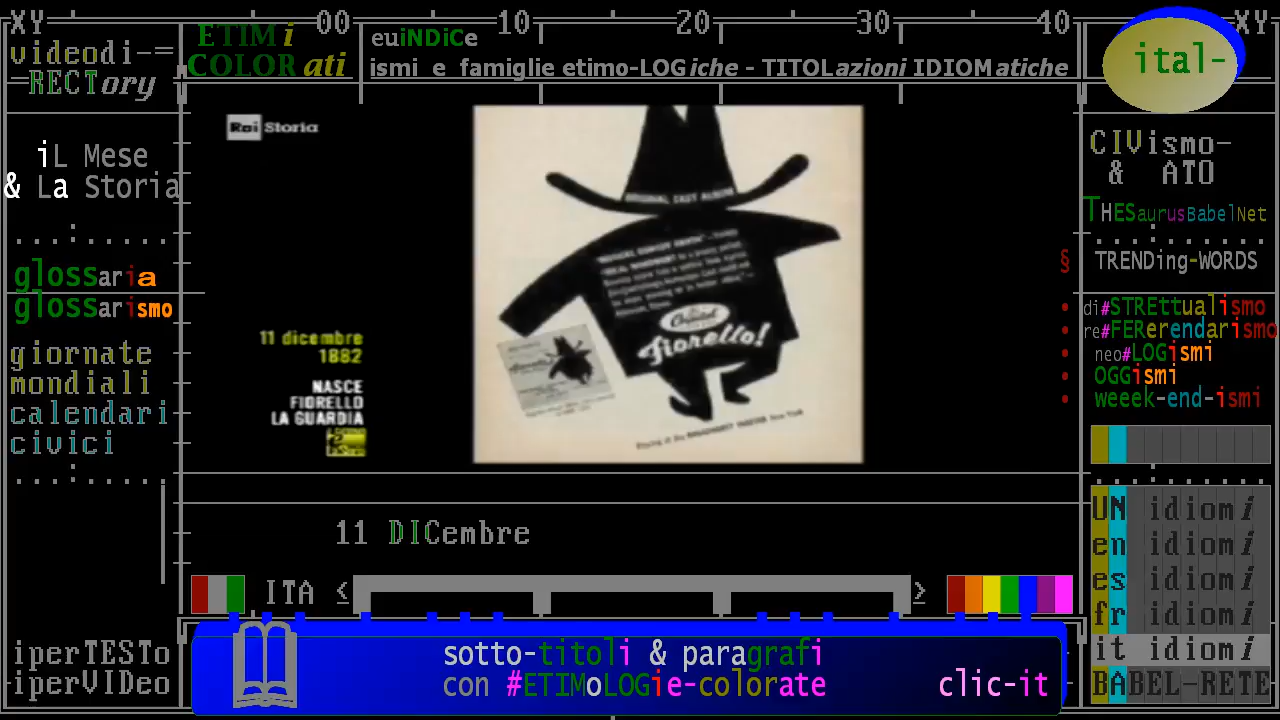 XY 00 10 20 30 40 XY
videodi-=
=RECTory
ETIMi
COLORati
euiNDiCe
ismi e famiglie etimo-LOGiche - TITOLazioni IDIOMatiche
ital-
iL Mese
& La Storia
...:.....
glossaria
glossarismo
giornate
mondiali
calendari
civici
...:.....
iperTESTo
-iperVIDeo
Rai Storia
11 dicembre
1882
NASCE
FIORELLO
LA GUARDIA
ORIGINAL CAST ALBUM
Capitol
fiorello!
11 DICembre
ITA < >
sotto-titoli & paragrafi
con #ETIMoLOGie-colorate
clic-it
CIVismo-
& ATO
THESaurusBabelNet
...:.......
§ TRENDing-WORDS
• di#STREttualismo
• re#FERerendarismo
• neo#LOGismi
• OGGismi
• weeek-end-ismi
...:.......
UN idiomi
en idiomi
es idiomi
fr idiomi
it idiomi
BABEL-RETE